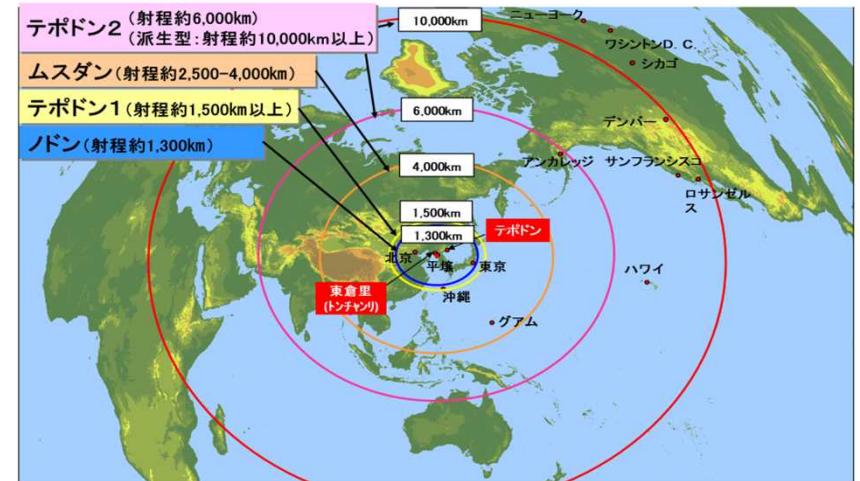 テポドン2 (射程約6,000km)
(派生型:射程約10,000km以上)
ムスダン(射程約2,500-4,000km)
テポドン1 (射程約1,500km以上)
ノドン(射程約1,300km)
10,000km
6,000km
4,000km
1,500km
1,300km
ニューヨーク
ワシントンD.C.
シカゴ
デンバー
アンカレッジ
サンフランシスコ
ロサンゼル
ス
テポドン
北京
平壌
東京
東倉里
(トンチャンリ)
沖縄
ハワイ
グアム